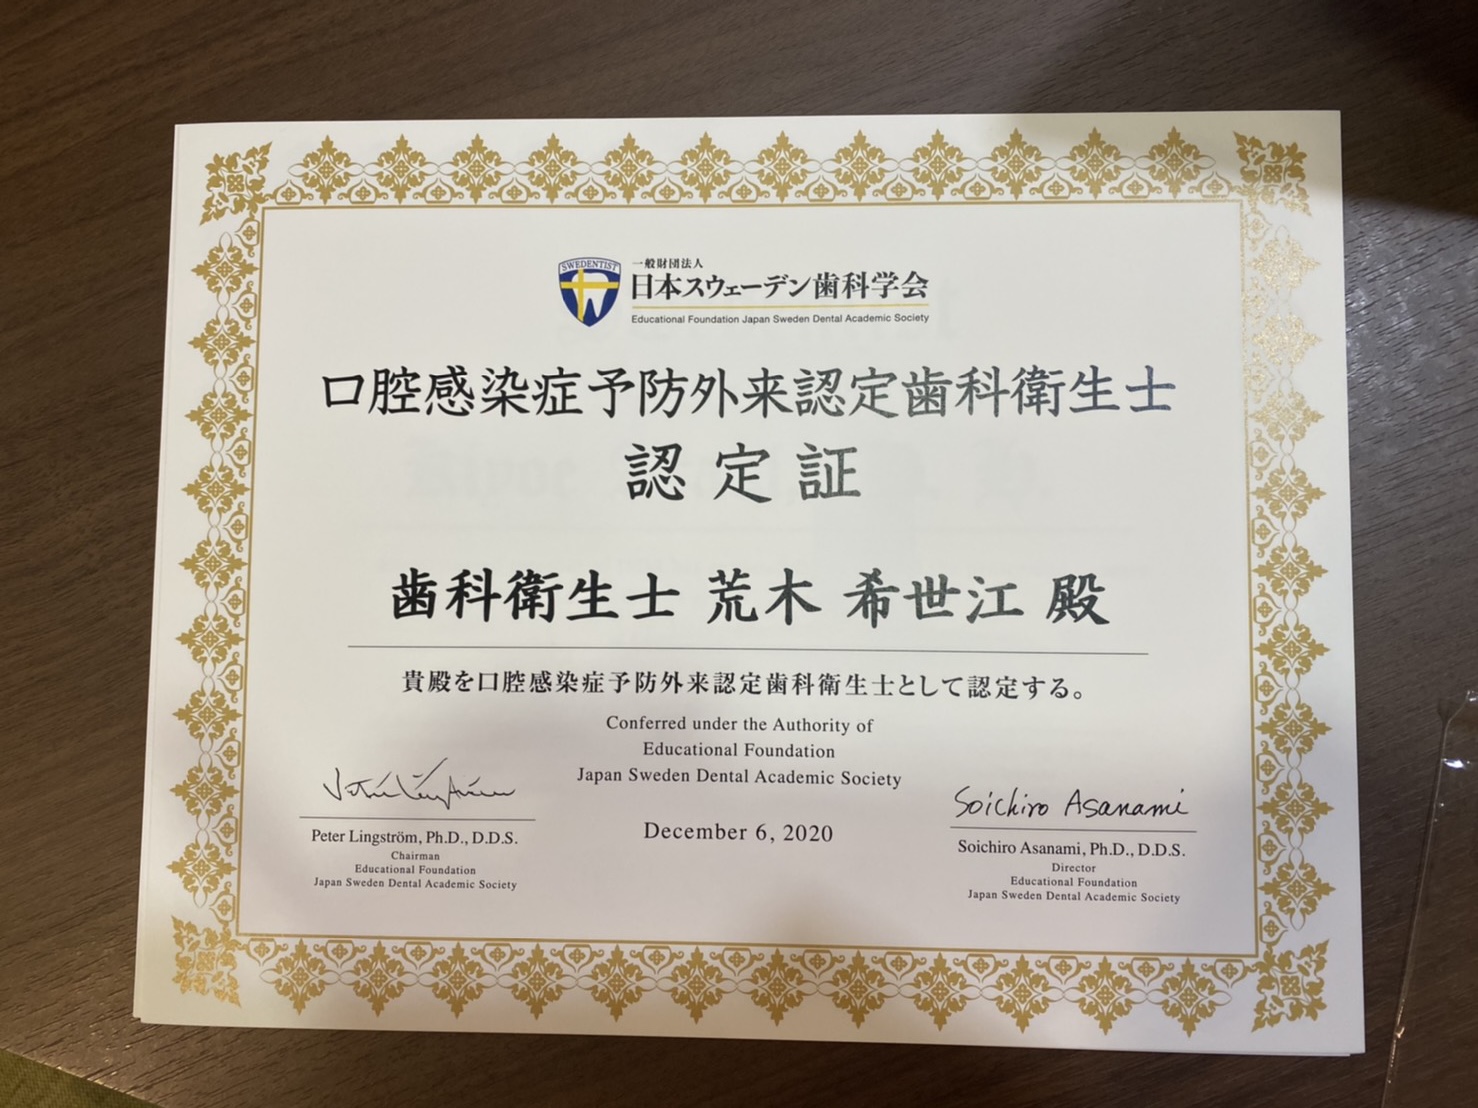 SWEDENTIST
一般財団法人
日本スウェーデン歯科学会
Educational Foundation Japan Sweden Dental Academic Society
口腔感染症予防外来認定歯科衛生士
認定証
歯科衛生士 荒木 希世江 殿
貴殿を口腔感染症予防外来認定歯科衛生士として認定する。
Conferred under the Authority of
Educational Foundation
Japan Sweden Dental Academic Society
December 6, 2020
Peter Lingström, Ph.D., D.D.S.
Chairman
Educational Foundation
Japan Sweden Dental Academic Society
Soichiro Asanami
Soichiro Asanami, Ph.D., D.D.S.
Director
Educational Foundation
Japan Sweden Dental Academic Society